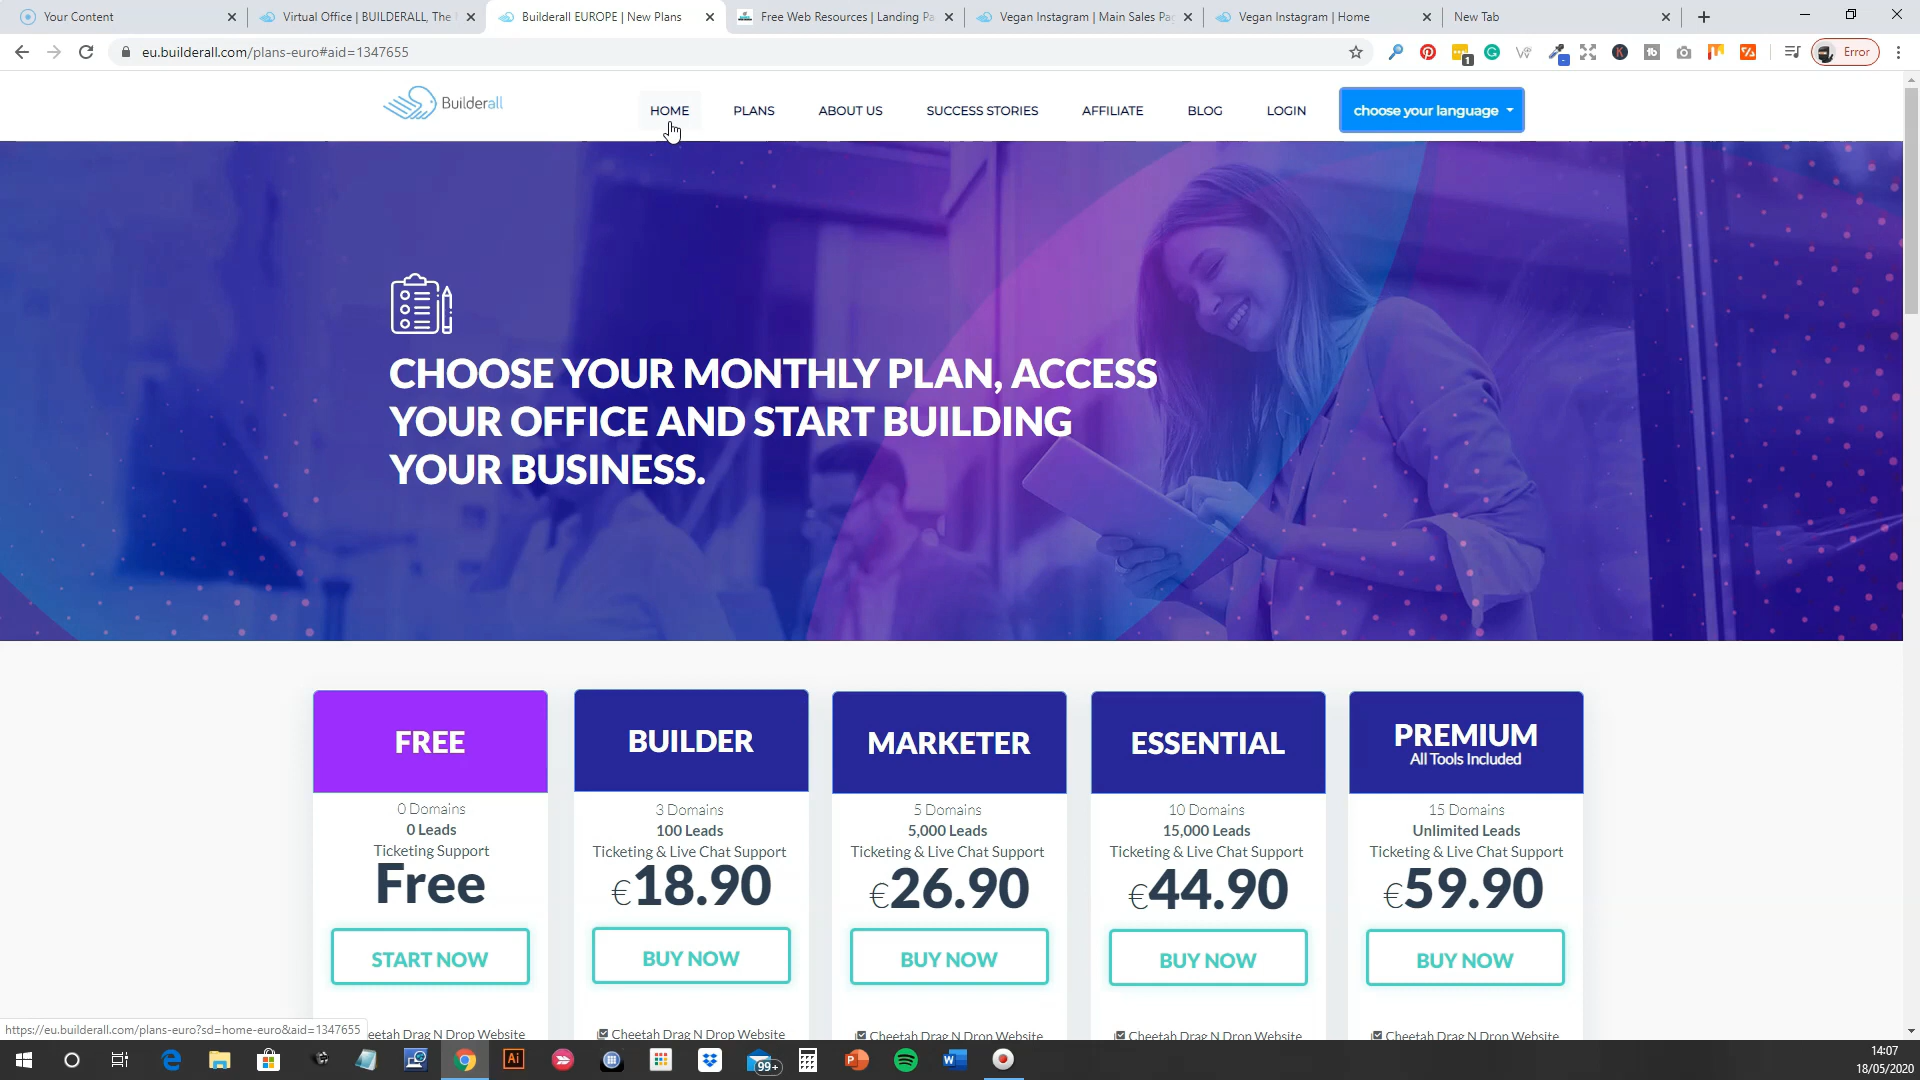 Your Content
Virtual Office | BUILDERALL, The
Builderall EUROPE | New Plans
Free Web Resources | Landing Pa
Vegan Instagram | Main Sales Pag
Vegan Instagram | Home
New Tab
eu.builderall.com/plans-euro#aid=1347655
Error
Builderall
HOME
PLANS
ABOUT US
SUCCESS STORIES
AFFILIATE
BLOG
LOGIN
choose your language
CHOOSE YOUR MONTHLY PLAN, ACCESS
YOUR OFFICE AND START BUILDING
YOUR BUSINESS.
FREE
0 Domains
0 Leads
Ticketing Support
Free
START NOW
eetah Drag N Drop Website
BUILDER
3 Domains
100 Leads
Ticketing & Live Chat Support
€18.90
BUY NOW
Cheetah Drag N Drop Website
MARKETER
5 Domains
5,000 Leads
Ticketing & Live Chat Support
€26.90
BUY NOW
Cheetah Drag N Drop Website
ESSENTIAL
10 Domains
15,000 Leads
Ticketing & Live Chat Support
€44.90
BUY NOW
Cheetah Drag N Drop Website
PREMIUM
All Tools Included
15 Domains
Unlimited Leads
Ticketing & Live Chat Support
€59.90
BUY NOW
Cheetah Drag N Drop Website
https://eu.builderall.com/plans-euro?sd=home-euro&aid=1347655
99+
14:07
18/05/2020